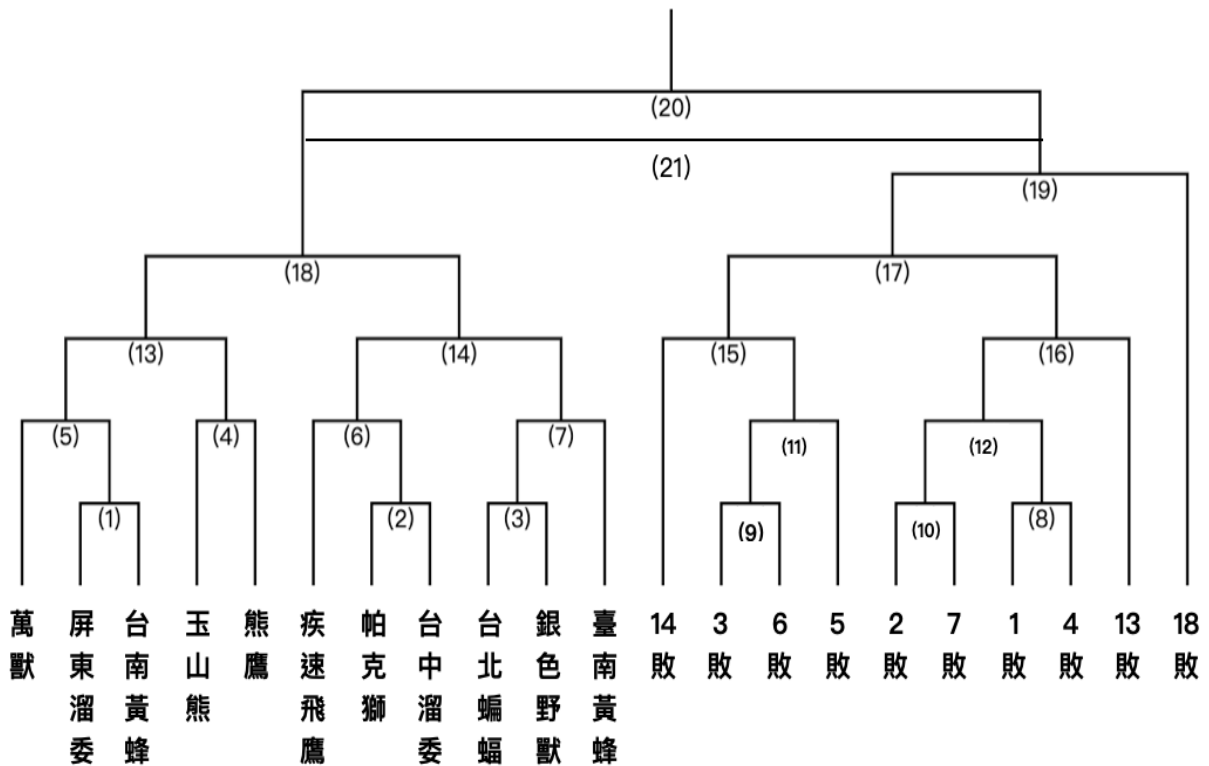 (20)
(21)
(19)
(18)
(17)
(13)
(14)
(15)
(16)
(5)
(4)
(6)
(7)
(11)
(12)
(1)
(2)
(3)
(9)
(10)
(8)
萬獸
屏東溜委
台南黃蜂
玉山熊
熊鷹
疾速飛鷹
帕克獅
台中溜委
台北蝙蝠
銀色野獸
臺南黃蜂
14敗
3敗
6敗
5敗
2敗
7敗
1敗
4敗
13敗
18敗